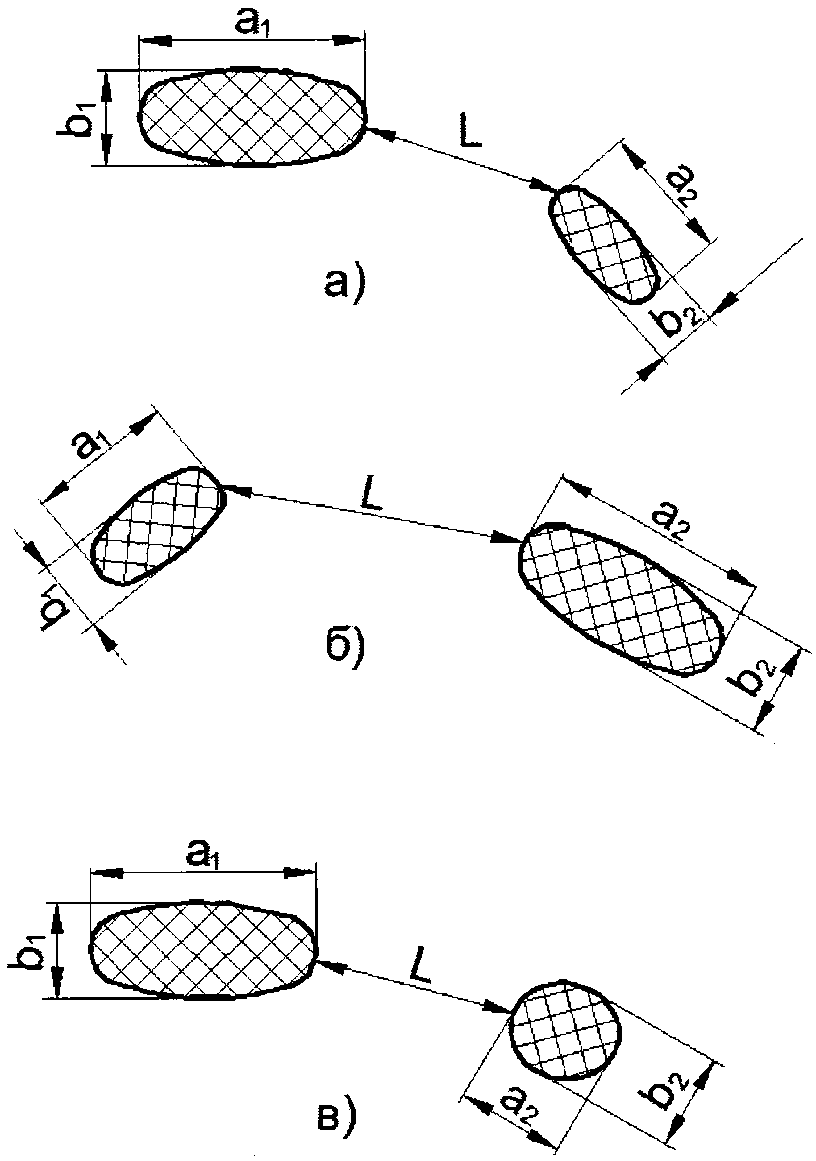 a₁
b₁
L
a₂
b₂
а)
a₁
b₁
L
a₂
b₂
б)
a₁
b₁
L
a₂
b₂
в)